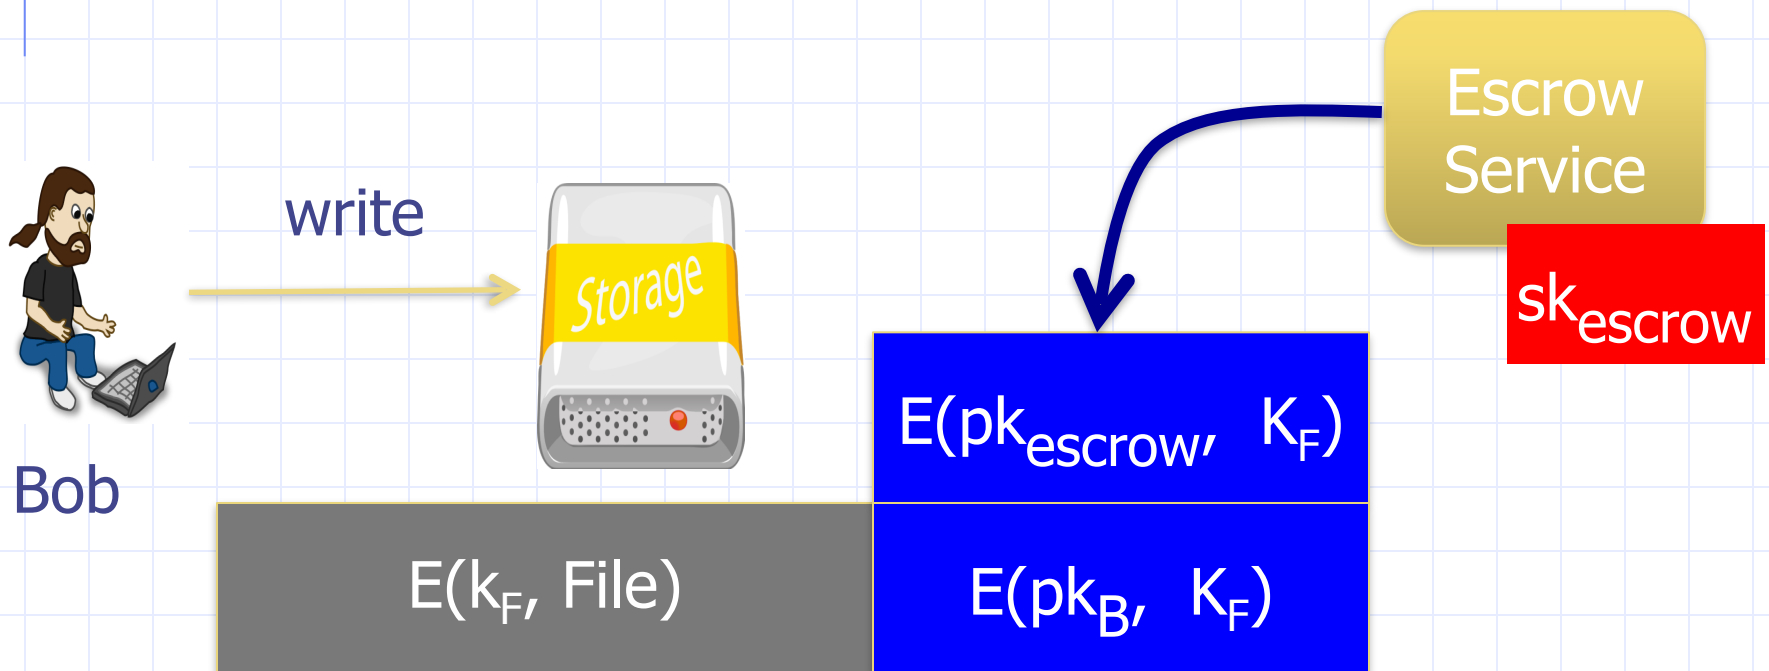 Escrow
Service
write
Storage
sk_escrow
E(pk_escrow, K_F)
Bob
E(k_F, File)
E(pk_B, K_F)